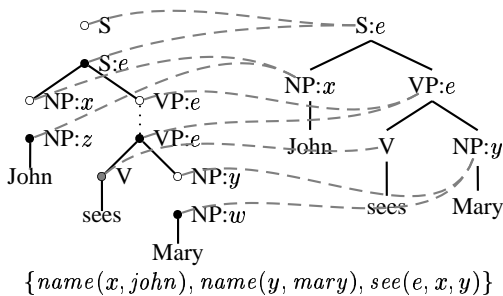 S
S:e
S:e
NP:x
VP:e
NP:x
VP:e
NP:z
VP:e
John
V
NP:y
John
V
NP:y
sees
NP:w
sees
Mary
Mary
{name(x, john), name(y, mary), see(e, x, y)}